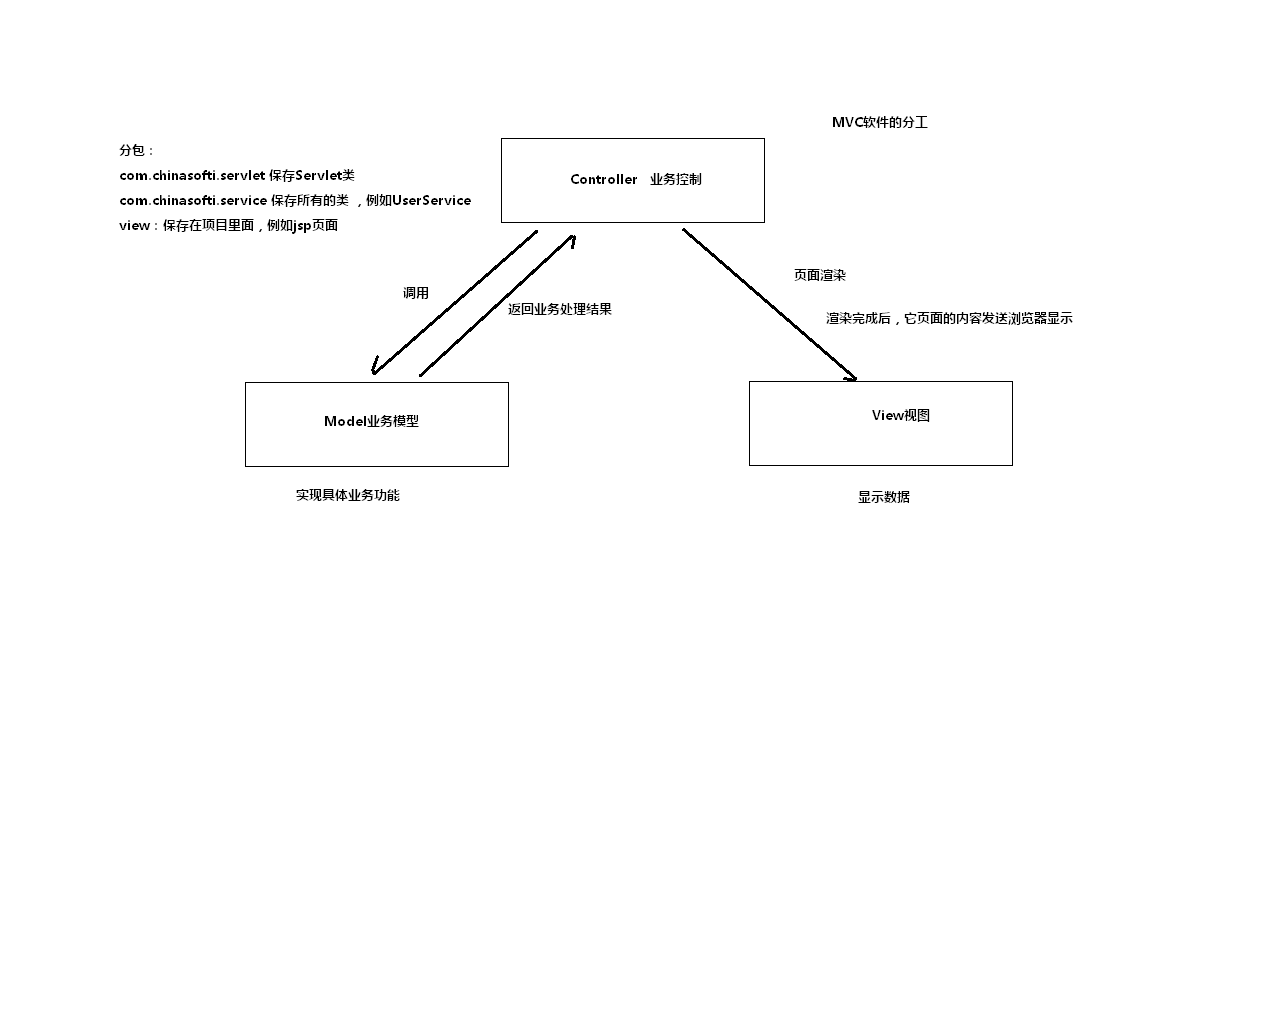 MVC软件的分工
分包：
com.chinasofti.servlet 保存Servlet类
com.chinasofti.service 保存所有的类 ，例如UserService
view：保存在项目里面，例如jsp页面
Controller 业务控制
调用
返回业务处理结果
页面渲染
渲染完成后，它页面的内容发送浏览器显示
Model业务模型
View视图
实现具体业务功能
显示数据